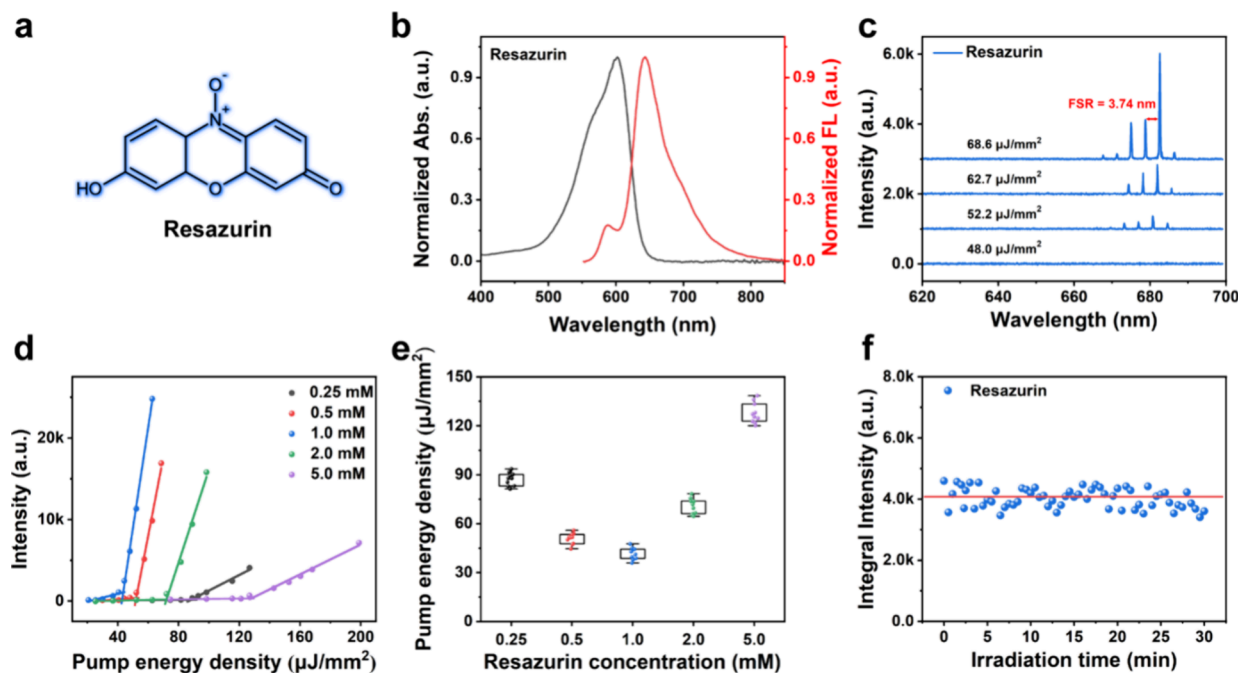 a
O-
N+
HO
O
O
Resazurin
b
Resazurin
Normalized Abs. (a.u.)
0.9
0.6
0.3
0.0
Normalized FL (a.u.)
0.9
0.6
0.3
0.0
400 500 600 700 800
Wavelength (nm)
c
Resazurin
FSR = 3.74 nm
68.6 μJ/mm²
62.7 μJ/mm²
52.2 μJ/mm²
48.0 μJ/mm²
Intensity (a.u.)
6.0k
4.0k
2.0k
0.0
620 640 660 680 700
Wavelength (nm)
d
0.25 mM
0.5 mM
1.0 mM
2.0 mM
5.0 mM
Intensity (a.u.)
20k
10k
0
40 80 120 160 200
Pump energy density (μJ/mm²)
e
Pump energy density (μJ/mm²)
150
120
90
60
30
0
0.25 0.5 1.0 2.0 5.0
Resazurin concentration (mM)
f
Resazurin
Integral Intensity (a.u.)
8.0k
6.0k
4.0k
2.0k
0.0
0 5 10 15 20 25 30
Irradiation time (min)